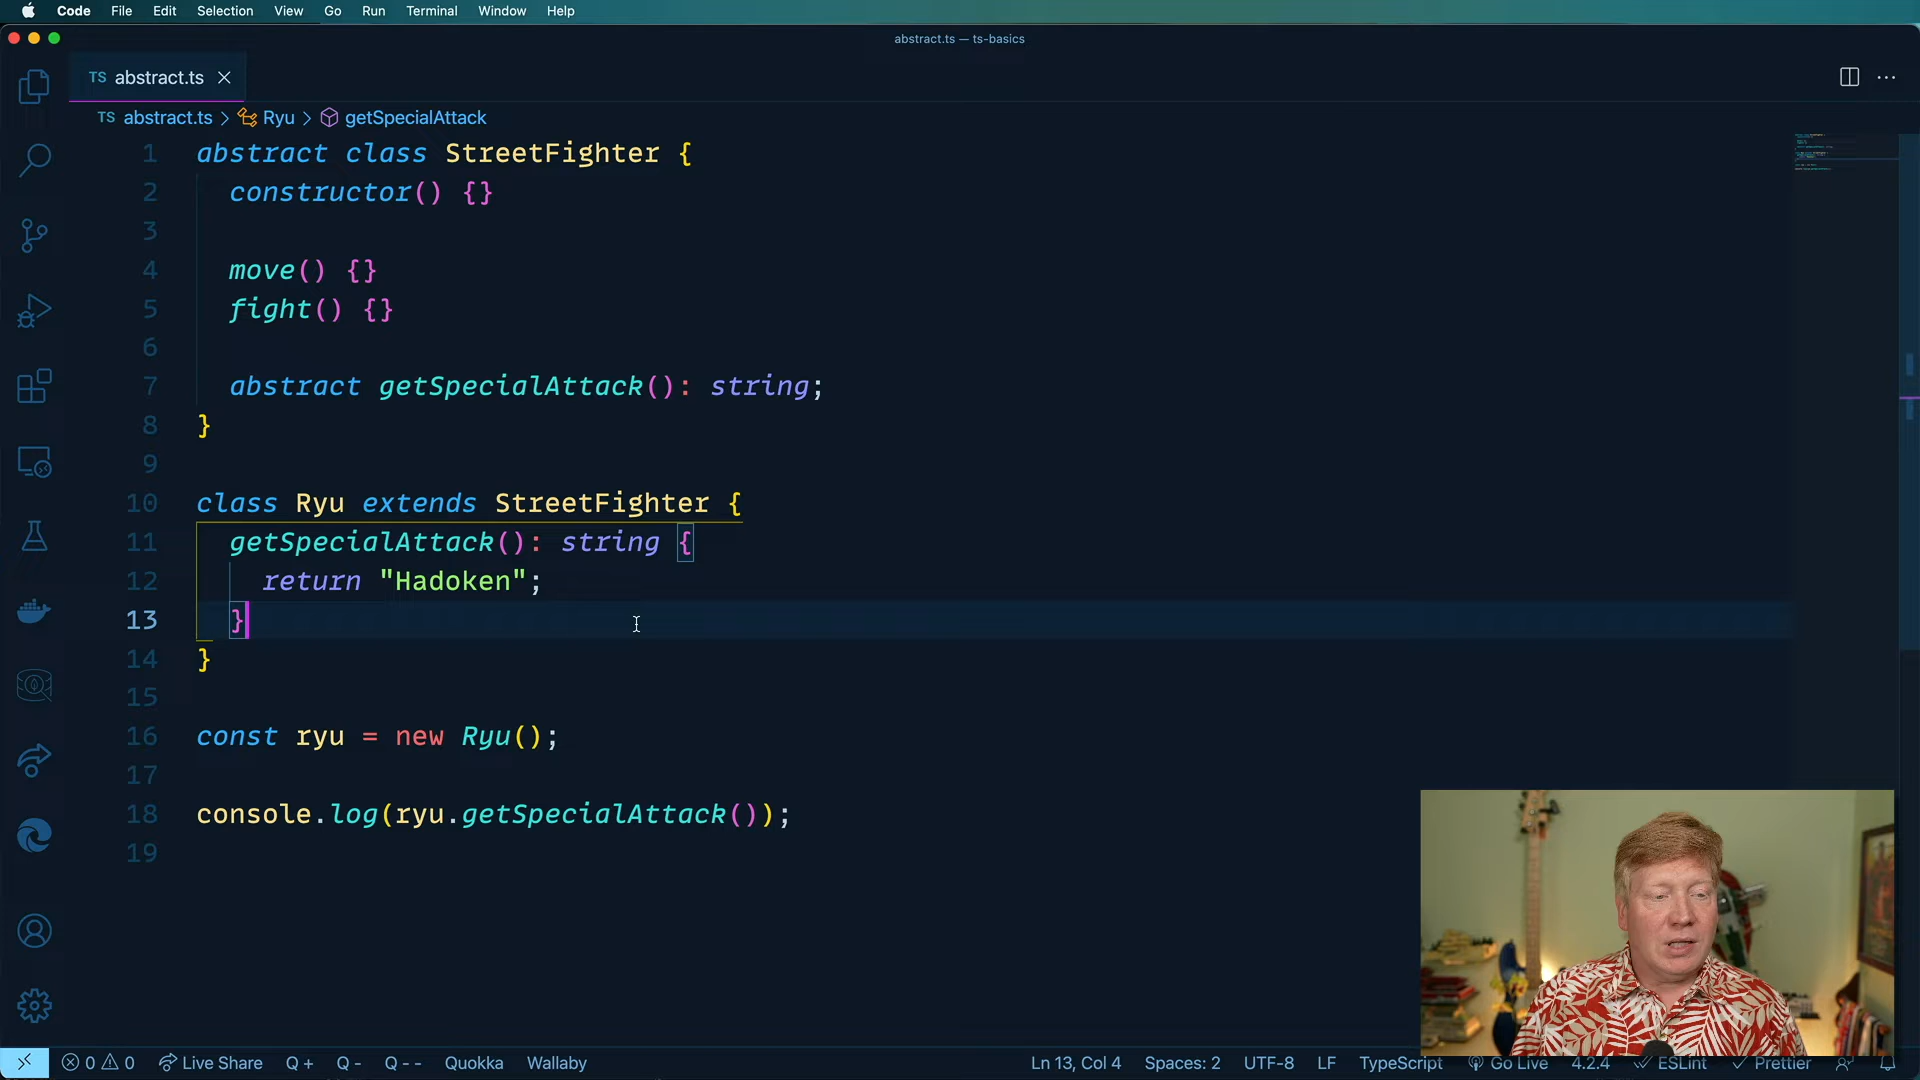 Code File Edit Selection View Go Run Terminal Window Help
abstract.ts — ts-basics
TS abstract.ts
TS abstract.ts > Ryu > getSpecialAttack
1 abstract class StreetFighter {
2 constructor() {}
3
4 move() {}
5 fight() {}
6
7 abstract getSpecialAttack(): string;
8 }
9
10 class Ryu extends StreetFighter {
11 getSpecialAttack(): string {
12 return "Hadoken";
13 }
14 }
15
16 const ryu = new Ryu();
17
18 console.log(ryu.getSpecialAttack());
19
0 0 Live Share Q + Q - Q - - Quokka Wallaby Ln 13, Col 4 Spaces: 2 UTF-8 LF TypeScript Go Live 4.2.4 ESLint Prettier